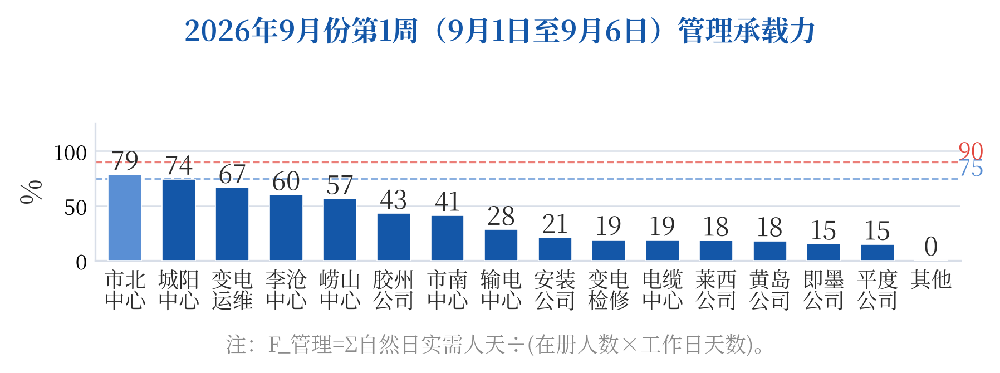 2026年9月份第1周（9月1日至9月6日）管理承载力
%
100
50
0
90
75
79
74
67
60
57
43
41
28
21
19
19
18
18
15
15
0
市北中心
城阳中心
变电运维
李沧中心
崂山中心
胶州公司
市南中心
输电中心
安装公司
变电检修
电缆中心
莱西公司
黄岛公司
即墨公司
平度公司
其他
注：F_管理=Σ自然日实需人天÷(在册人数×工作日天数)。